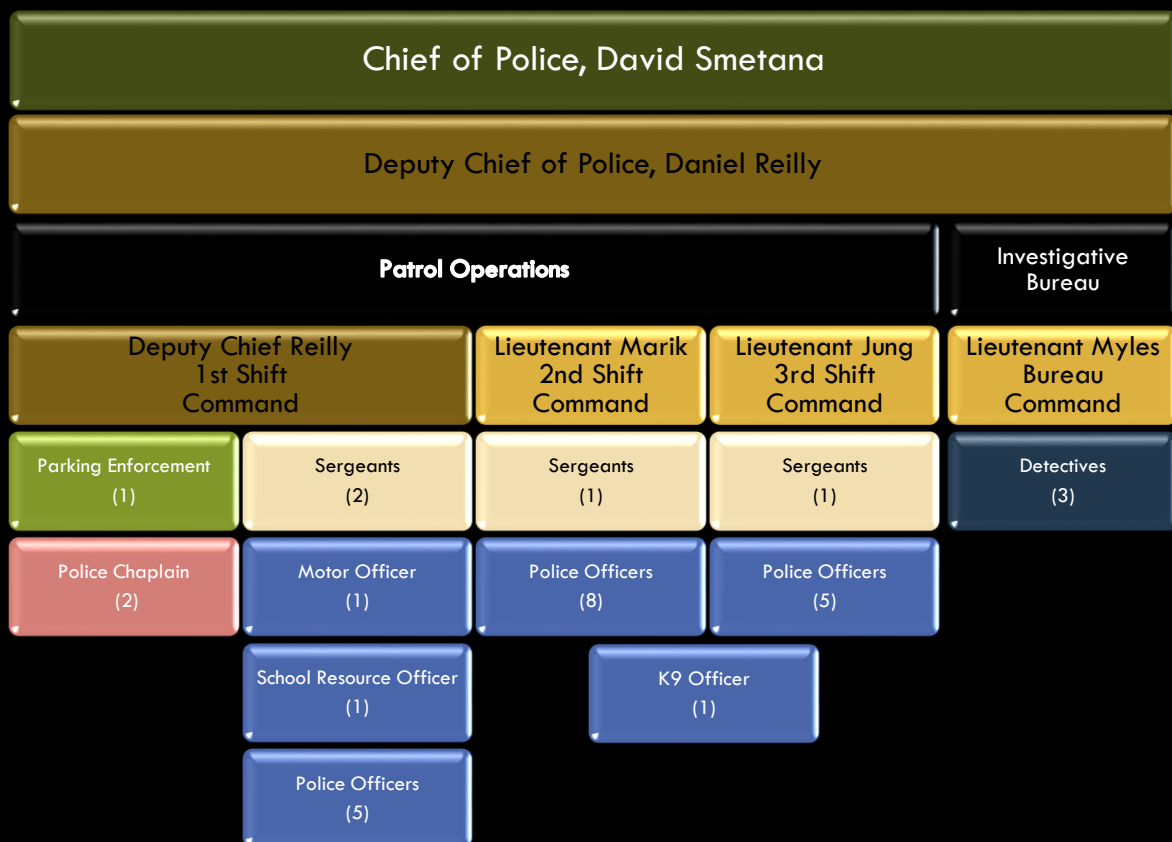 Chief of Police, David Smetana
Deputy Chief of Police, Daniel Reilly
Patrol Operations
Investigative
Bureau
Deputy Chief Reilly
1st Shift
Command
Lieutenant Marik
2nd Shift
Command
Lieutenant Jung
3rd Shift
Command
Lieutenant Myles
Bureau
Command
Parking Enforcement
(1)
Sergeants
(2)
Sergeants
(1)
Sergeants
(1)
Detectives
(3)
Police Chaplain
(2)
Motor Officer
(1)
Police Officers
(8)
Police Officers
(5)
School Resource Officer
(1)
K9 Officer
(1)
Police Officers
(5)